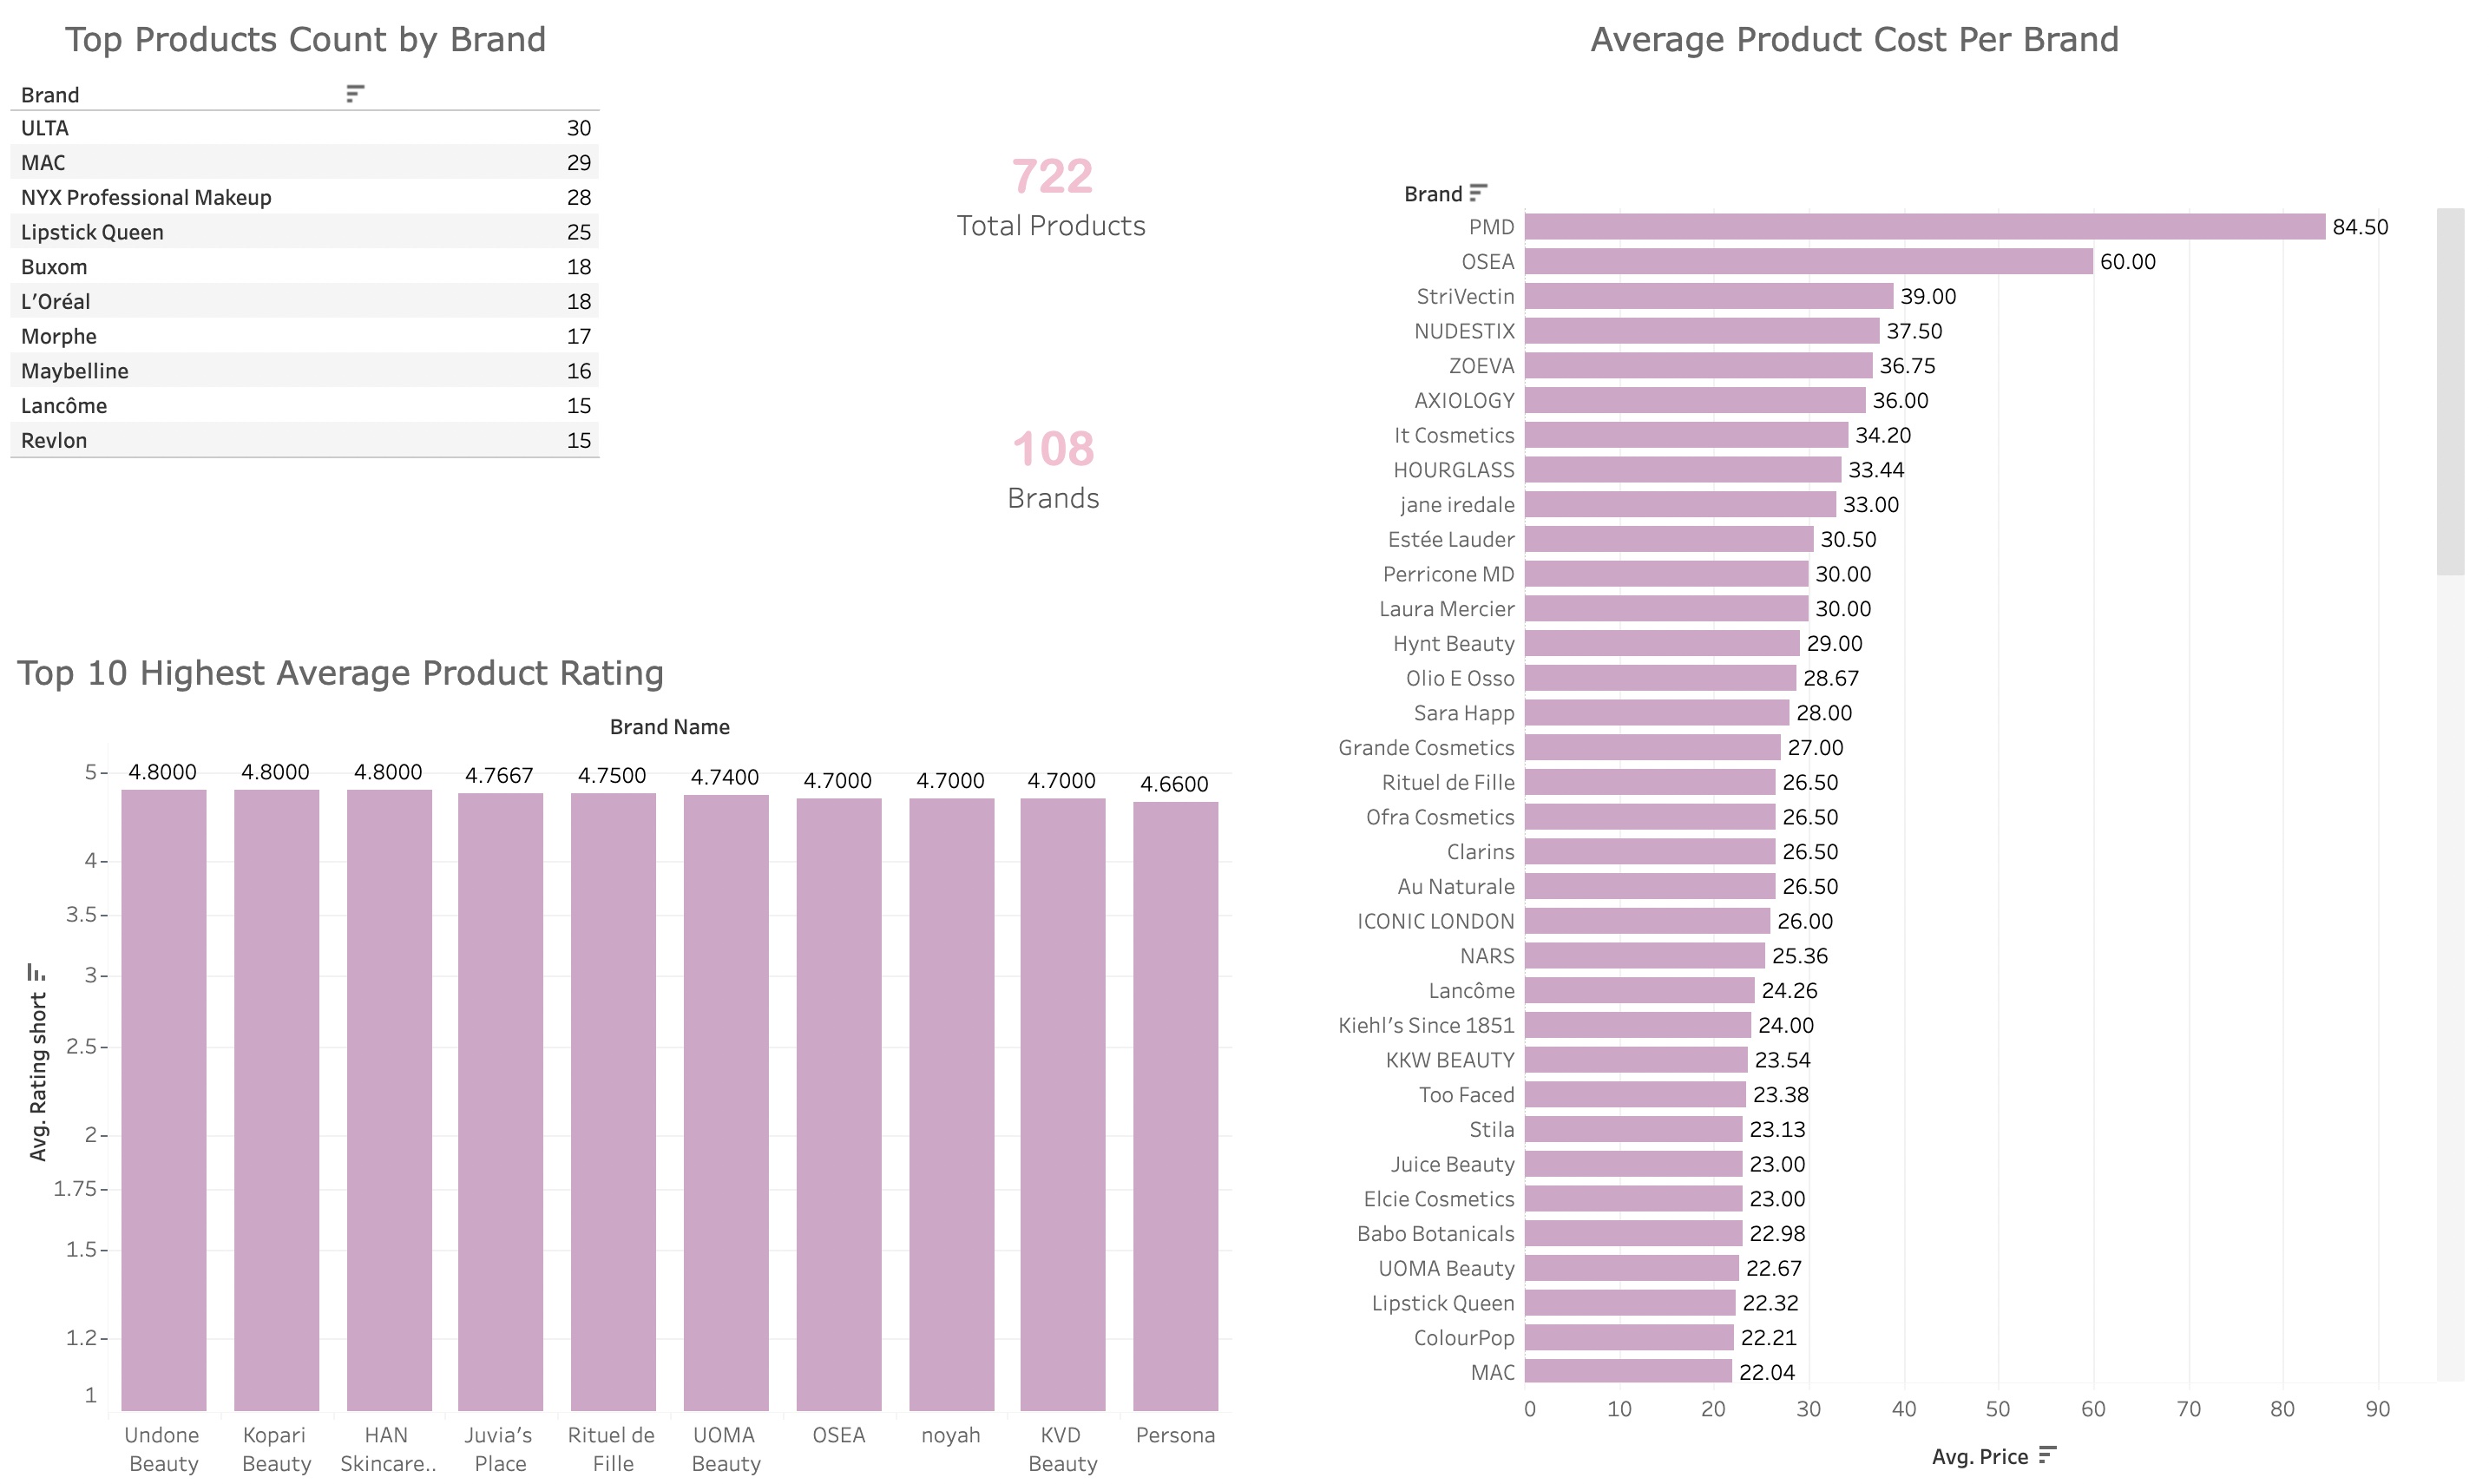 Top Products Count by Brand
Brand
ULTA 30
MAC 29
NYX Professional Makeup 28
Lipstick Queen 25
Buxom 18
L’Oréal 18
Morphe 17
Maybelline 16
Lancôme 15
Revlon 15
722
Total Products
108
Brands
Top 10 Highest Average Product Rating
Brand Name
Avg. Rating short
5
4
3.5
3
2.5
2
1.75
1.5
1.2
1
4.8000 4.8000 4.8000 4.7667 4.7500 4.7400 4.7000 4.7000 4.7000 4.6600
Undone Beauty
Kopari Beauty
HAN Skincare..
Juvia’s Place
Rituel de Fille
UOMA Beauty
OSEA
noyah
KVD Beauty
Persona
Average Product Cost Per Brand
Brand
PMD 84.50
OSEA 60.00
StriVectin 39.00
NUDESTIX 37.50
ZOEVA 36.75
AXIOLOGY 36.00
It Cosmetics 34.20
HOURGLASS 33.44
jane iredale 33.00
Estée Lauder 30.50
Perricone MD 30.00
Laura Mercier 30.00
Hynt Beauty 29.00
Olio E Osso 28.67
Sara Happ 28.00
Grande Cosmetics 27.00
Rituel de Fille 26.50
Ofra Cosmetics 26.50
Clarins 26.50
Au Naturale 26.50
ICONIC LONDON 26.00
NARS 25.36
Lancôme 24.26
Kiehl’s Since 1851 24.00
KKW BEAUTY 23.54
Too Faced 23.38
Stila 23.13
Juice Beauty 23.00
Elcie Cosmetics 23.00
Babo Botanicals 22.98
UOMA Beauty 22.67
Lipstick Queen 22.32
ColourPop 22.21
MAC 22.04
0 10 20 30 40 50 60 70 80 90
Avg. Price